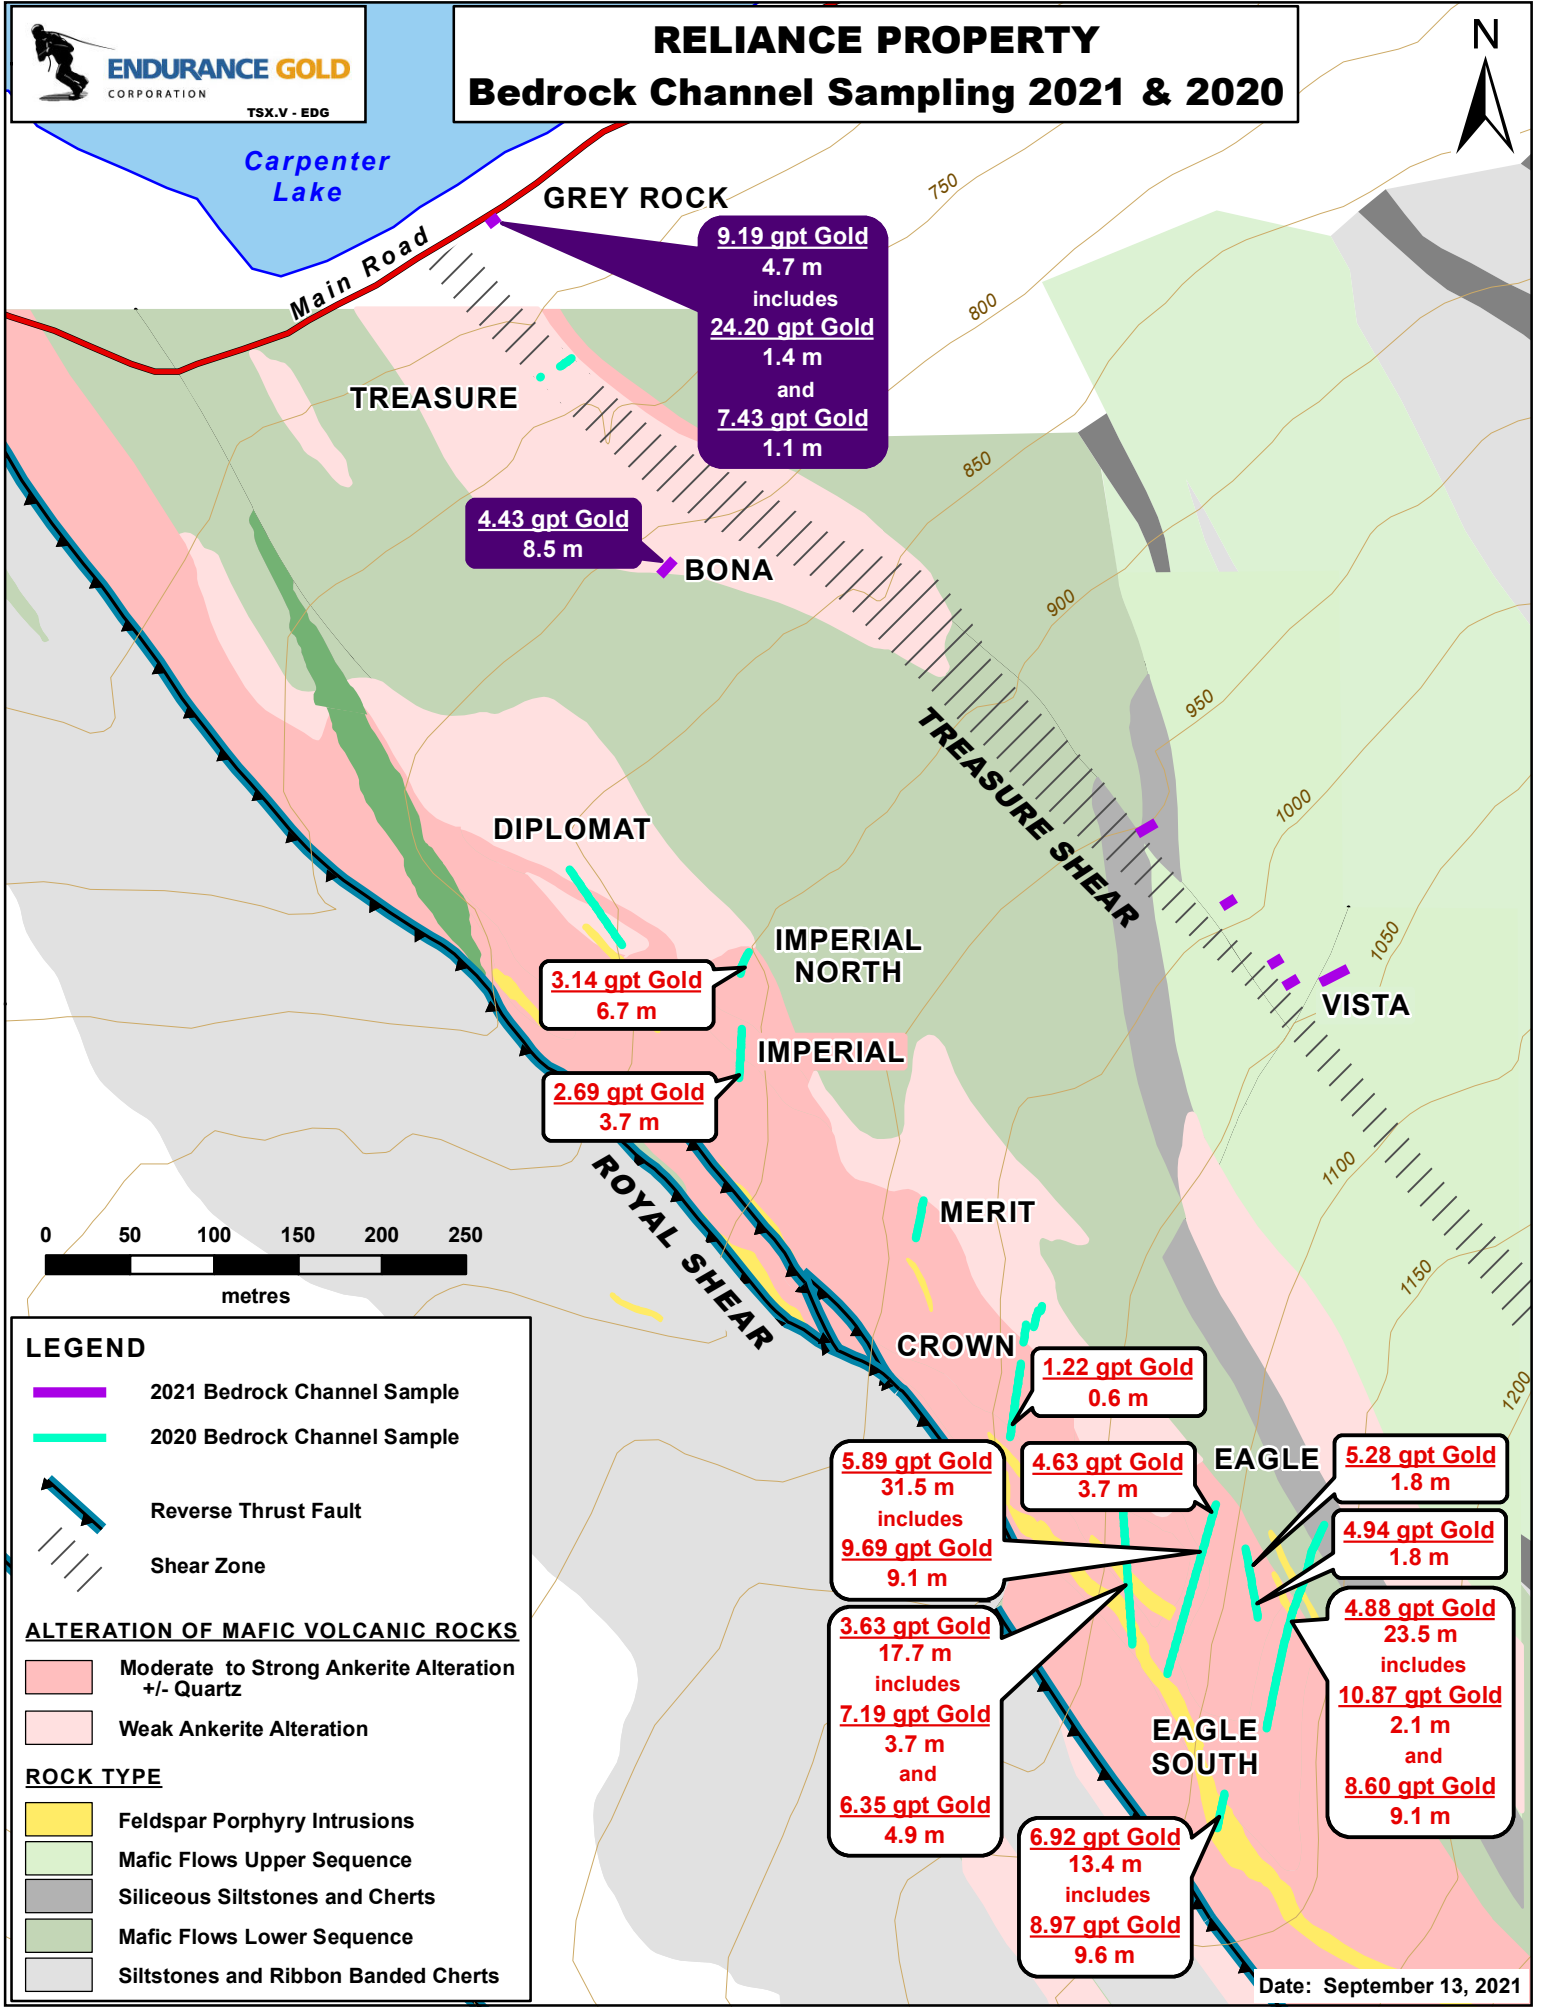 ENDURANCE GOLD
CORPORATION
TSX.V - EDG
RELIANCE PROPERTY
Bedrock Channel Sampling 2021 & 2020
N
Carpenter
Lake
Main Road
GREY ROCK
9.19 gpt Gold
4.7 m
includes
24.20 gpt Gold
1.4 m
and
7.43 gpt Gold
1.1 m
750
800
850
900
950
1000
1050
1100
1150
1200
TREASURE
4.43 gpt Gold
8.5 m
BONA
TREASURE SHEAR
DIPLOMAT
IMPERIAL
NORTH
3.14 gpt Gold
6.7 m
VISTA
IMPERIAL
2.69 gpt Gold
3.7 m
ROYAL SHEAR
MERIT
CROWN
1.22 gpt Gold
0.6 m
5.89 gpt Gold
31.5 m
includes
9.69 gpt Gold
9.1 m
4.63 gpt Gold
3.7 m
EAGLE
5.28 gpt Gold
1.8 m
4.94 gpt Gold
1.8 m
3.63 gpt Gold
17.7 m
includes
7.19 gpt Gold
3.7 m
and
6.35 gpt Gold
4.9 m
4.88 gpt Gold
23.5 m
includes
10.87 gpt Gold
2.1 m
and
8.60 gpt Gold
9.1 m
EAGLE
SOUTH
6.92 gpt Gold
13.4 m
includes
8.97 gpt Gold
9.6 m
0 50 100 150 200 250
metres
LEGEND
2021 Bedrock Channel Sample
2020 Bedrock Channel Sample
Reverse Thrust Fault
Shear Zone
ALTERATION OF MAFIC VOLCANIC ROCKS
Moderate to Strong Ankerite Alteration
+/- Quartz
Weak Ankerite Alteration
ROCK TYPE
Feldspar Porphyry Intrusions
Mafic Flows Upper Sequence
Siliceous Siltstones and Cherts
Mafic Flows Lower Sequence
Siltstones and Ribbon Banded Cherts
Date: September 13, 2021